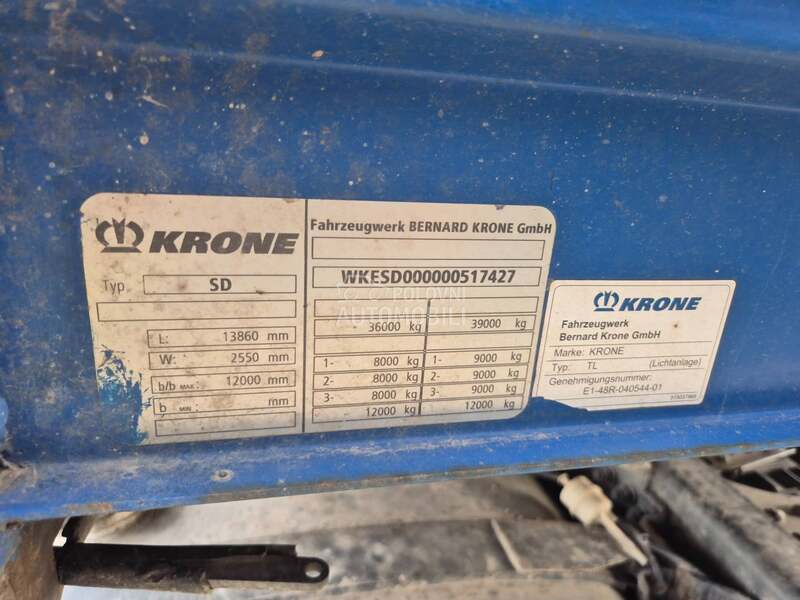 KRONE
Typ
SD
L: 13860 mm
W: 2550 mm
b/b MAX.: 12000 mm
b MIN.: mm
Fahrzeugwerk BERNARD KRONE GmbH
WKESD000000517427
36000 kg 39000 kg
1- 8000 kg 1- 9000 kg
2- 8000 kg 2- 9000 kg
3- 8000 kg 3- 9000 kg
12000 kg 12000 kg
POLOVNI
AUTOMOBILI
KRONE
Fahrzeugwerk
Bernard Krone GmbH
Marke: KRONE
Typ: TL (Lichtanlage)
Genehmigungsnummer:
E1-48R-040544-01